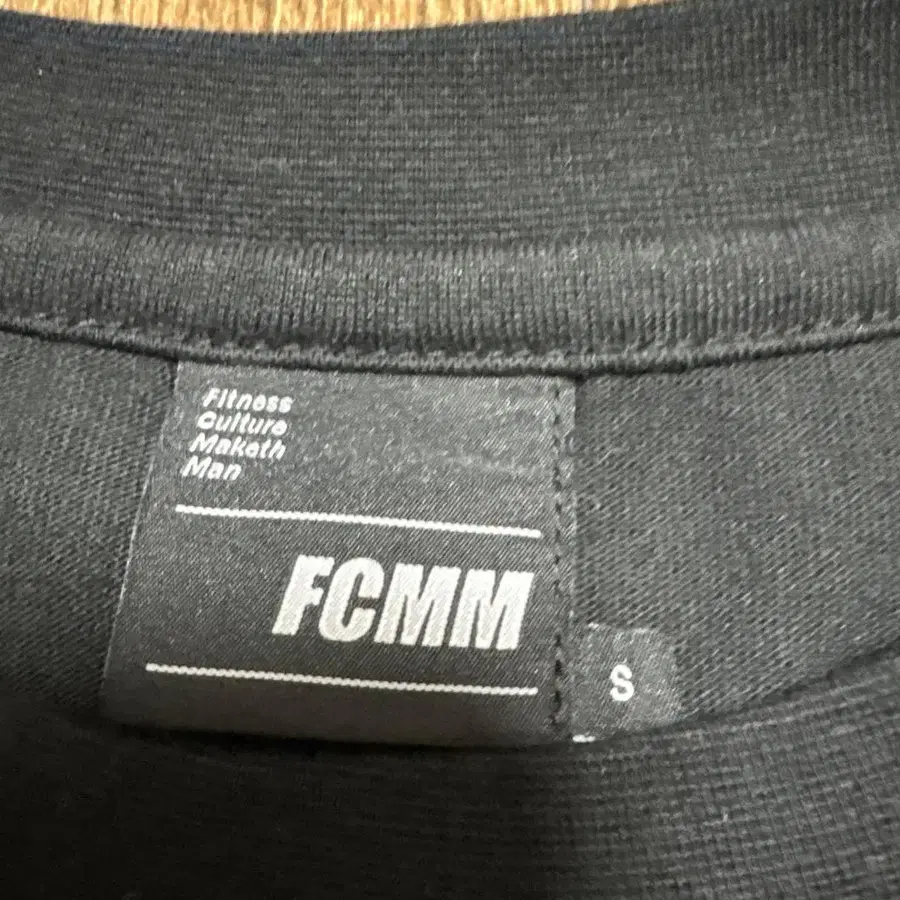 Fitness
Culture
Maketh
Man
FCMM
S